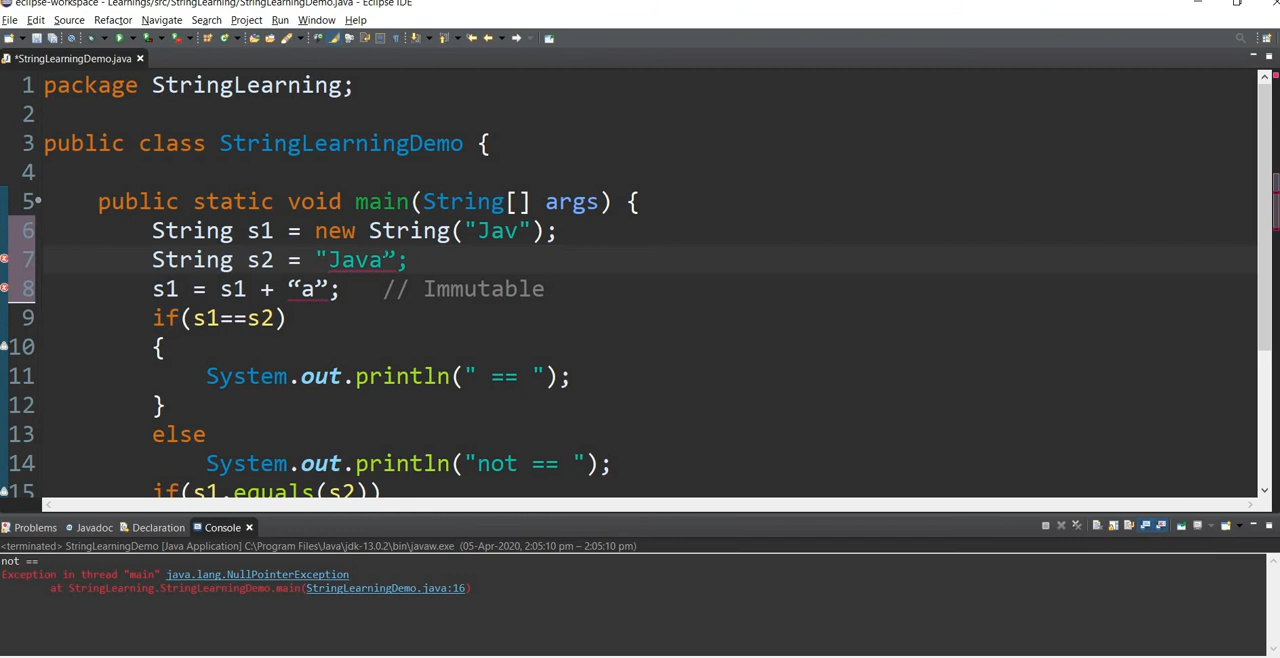 eclipse-workspace - Learnings/src/StringLearning/StringLearningDemo.java - Eclipse IDE
File Edit Source Refactor Navigate Search Project Run Window Help
*StringLearningDemo.java
1 package StringLearning;
2
3 public class StringLearningDemo {
4
5 public static void main(String[] args) {
6 String s1 = new String("Jav");
7 String s2 = "Java”;
8 s1 = s1 + “a”; // Immutable
9 if(s1==s2)
10 {
11 System.out.println(" == ");
12 }
13 else
14 System.out.println("not == ");
15 if(s1.equals(s2))
Problems Javadoc Declaration Console
<terminated> StringLearningDemo [Java Application] C:\Program Files\Java\jdk-13.0.2\bin\javaw.exe (05-Apr-2020, 2:05:10 pm – 2:05:10 pm)
not ==
Exception in thread "main" java.lang.NullPointerException
at StringLearning.StringLearningDemo.main(StringLearningDemo.java:16)